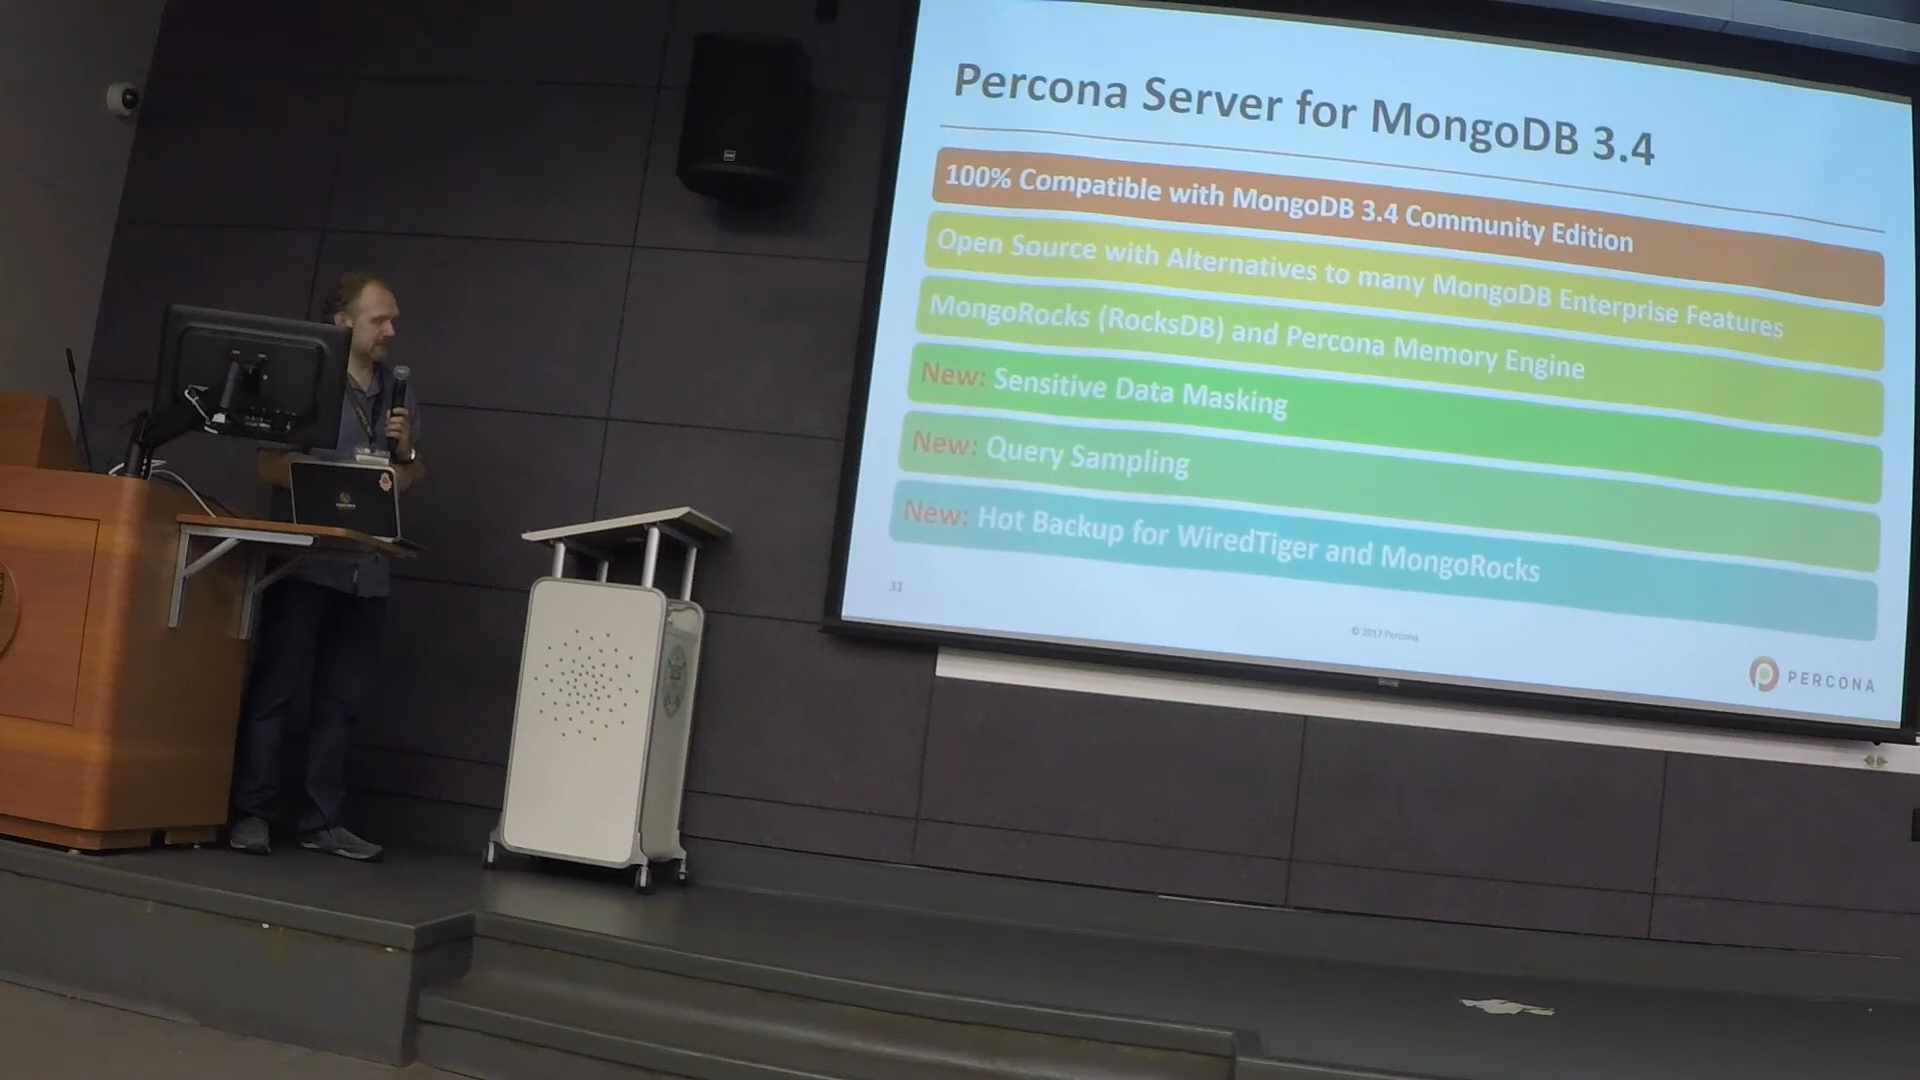 Percona Server for MongoDB 3.4
100% Compatible with MongoDB 3.4 Community Edition
Open Source with Alternatives to many MongoDB Enterprise Features
MongoRocks (RocksDB) and Percona Memory Engine
New: Sensitive Data Masking
New: Query Sampling
New: Hot Backup for WiredTiger and MongoRocks
31
© 2017 Percona
PERCONA